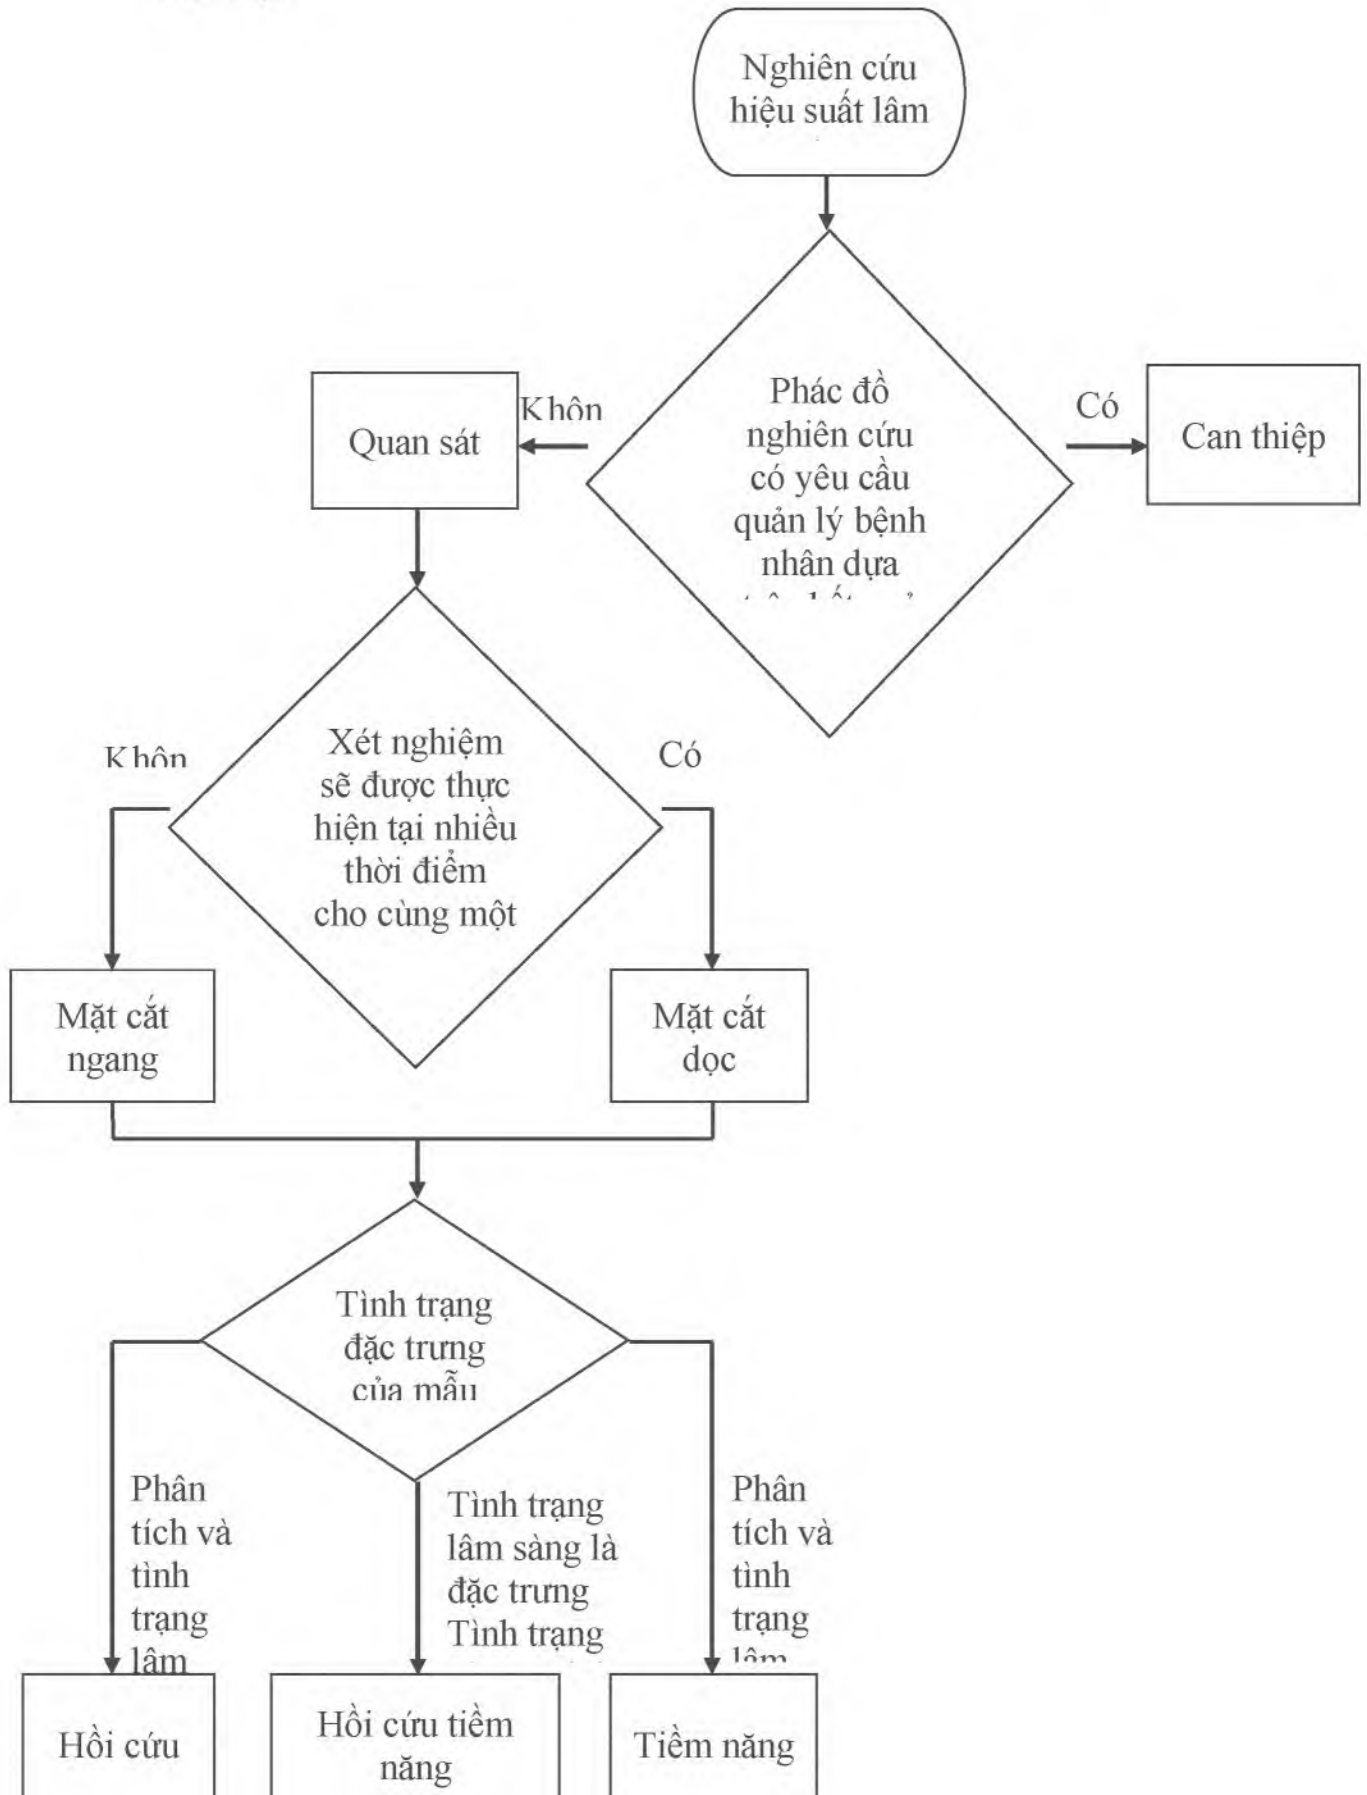 Nghiên cứu
hiệu suất lâm
Phác đồ
nghiên cứu
có yêu cầu
quản lý bệnh
nhân dựa
Khôn
Có
Quan sát
Can thiệp
Xét nghiệm
sẽ được thực
hiện tại nhiều
thời điểm
cho cùng một
Khôn
Có
Mặt cắt
ngang
Mặt cắt
dọc
Tình trạng
đặc trưng
của mẫu
Phân
tích và
tình
trạng
lâm
Tình trạng
lâm sàng là
đặc trưng
Tình trạng
Phân
tích và
tình
trạng
lâm
Hồi cứu
Hồi cứu tiềm
năng
Tiềm năng